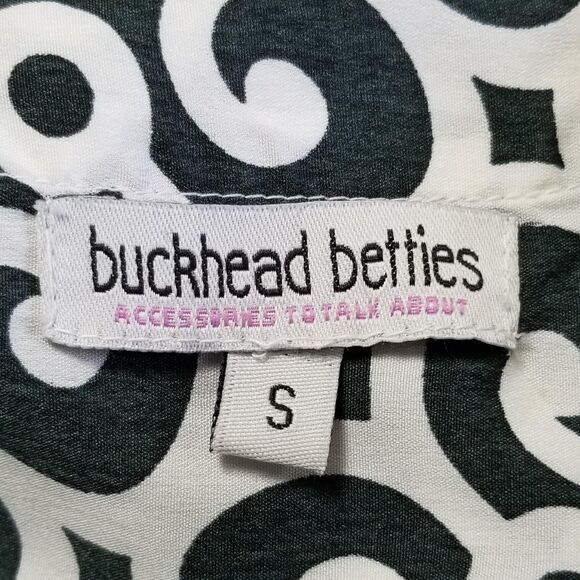 buckhead betties
ACCESSORIES TO TALK ABOUT
S